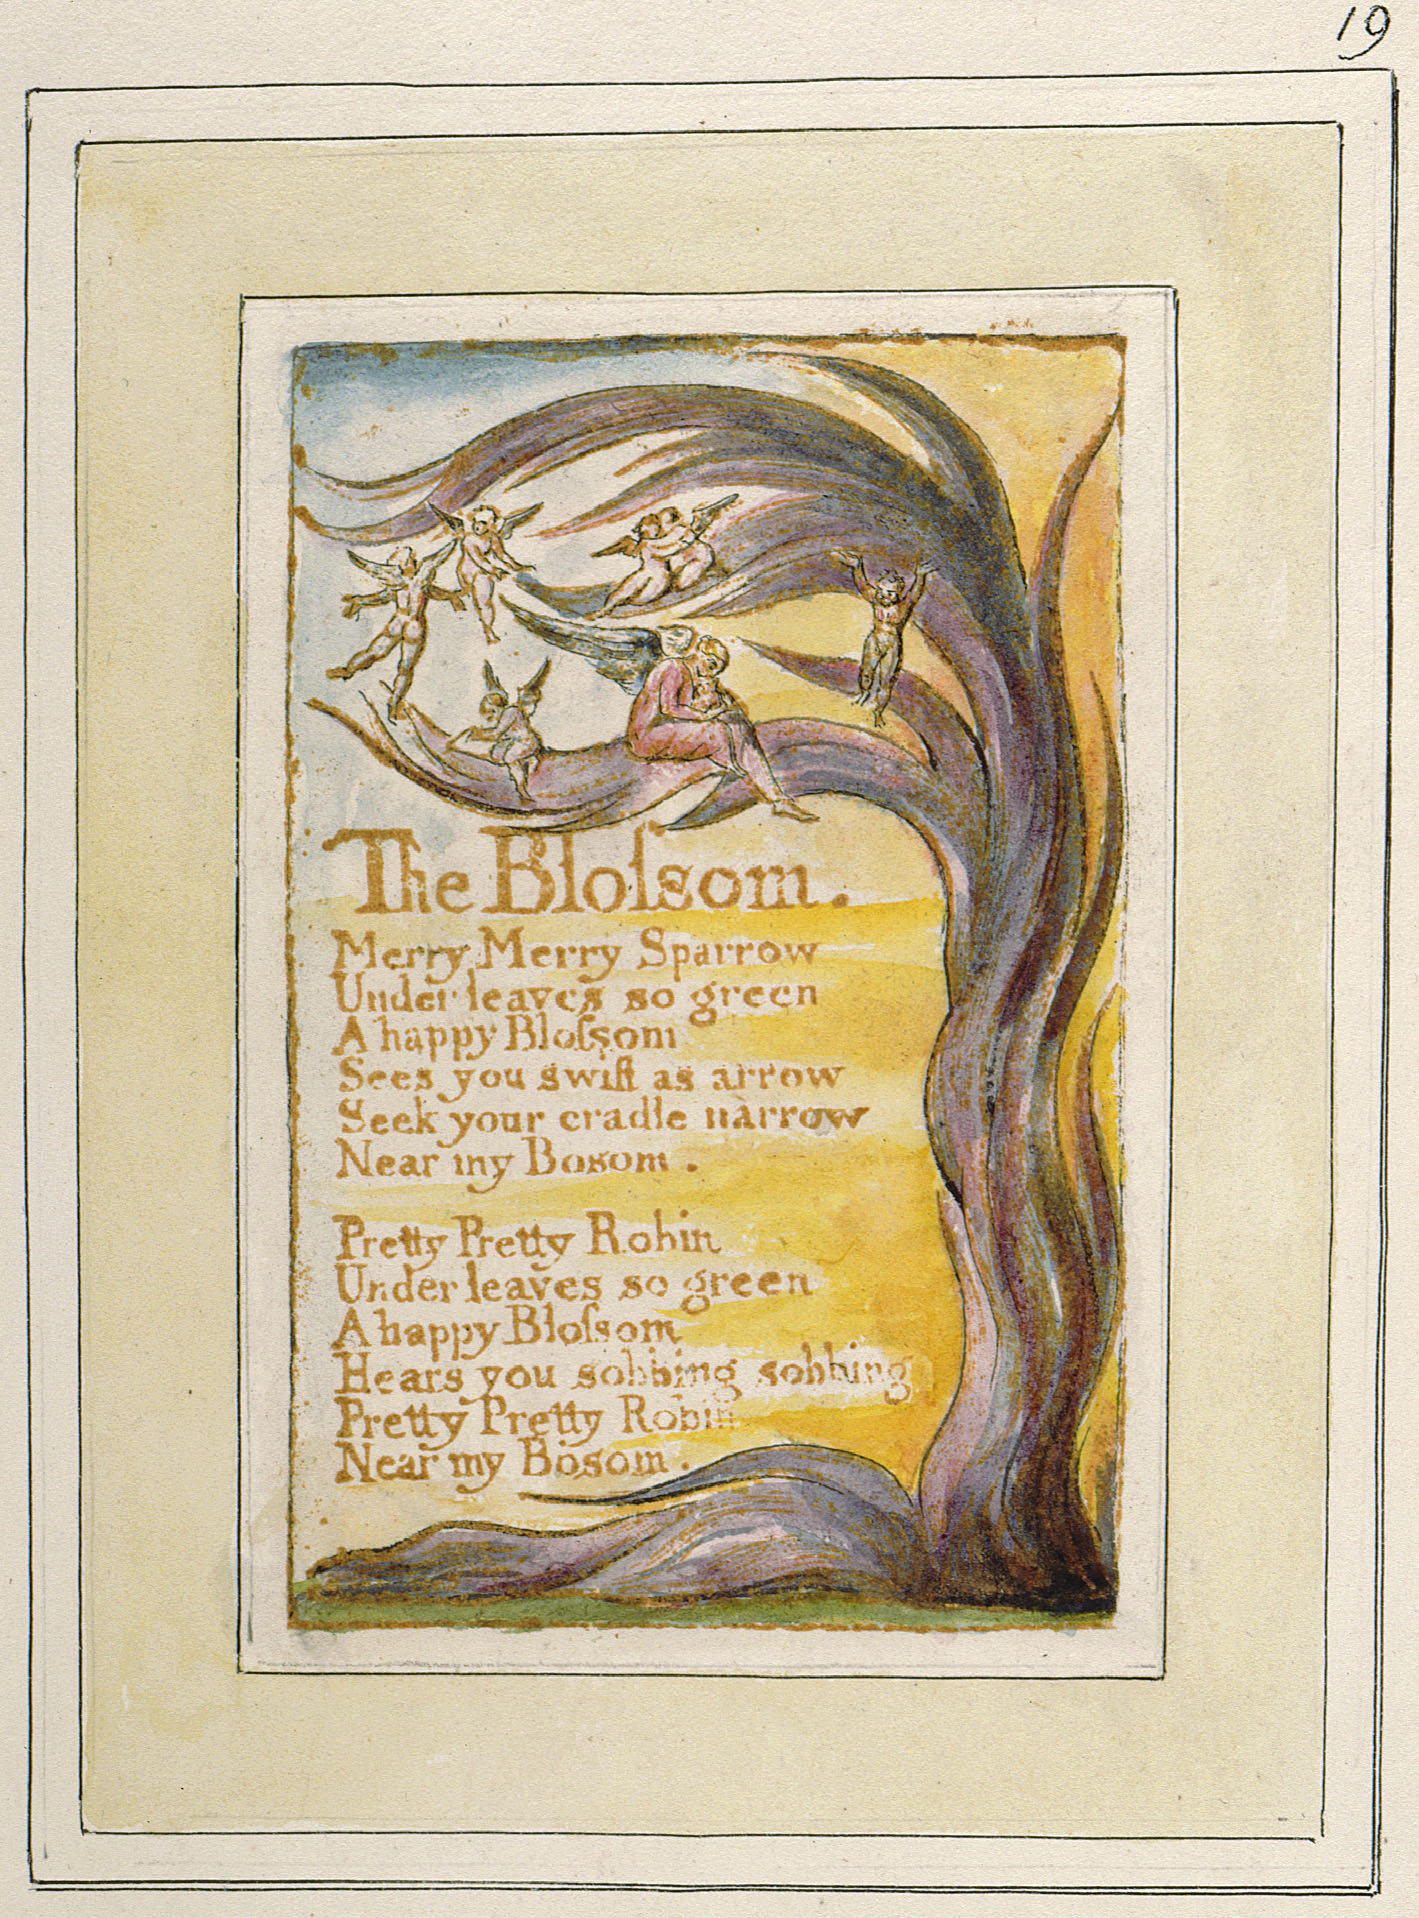 19
The Bloſsom.
Merry Merry Sparrow
Under leaves so green
A happy Bloſsom
Sees you swift as arrow
Seek your cradle narrow
Near my Bosom.
Pretty Pretty Robin
Under leaves so green
A happy Bloſsom
Hears you sobbing sobbing
Pretty Pretty Robin
Near my Bosom.